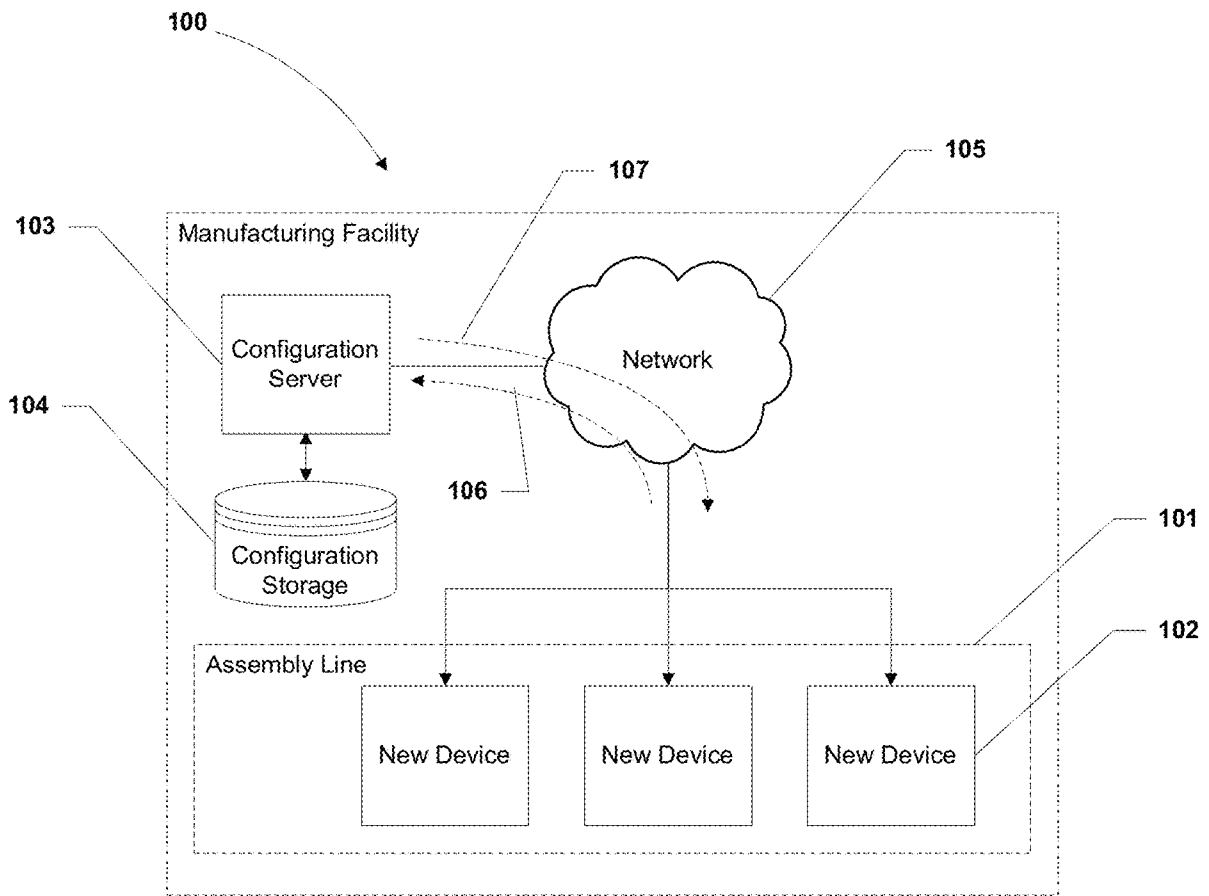 100
105
107
103
Manufacturing Facility
Configuration
Server
Network
104
106
Configuration
Storage
101
102
Assembly Line
New Device
New Device
New Device